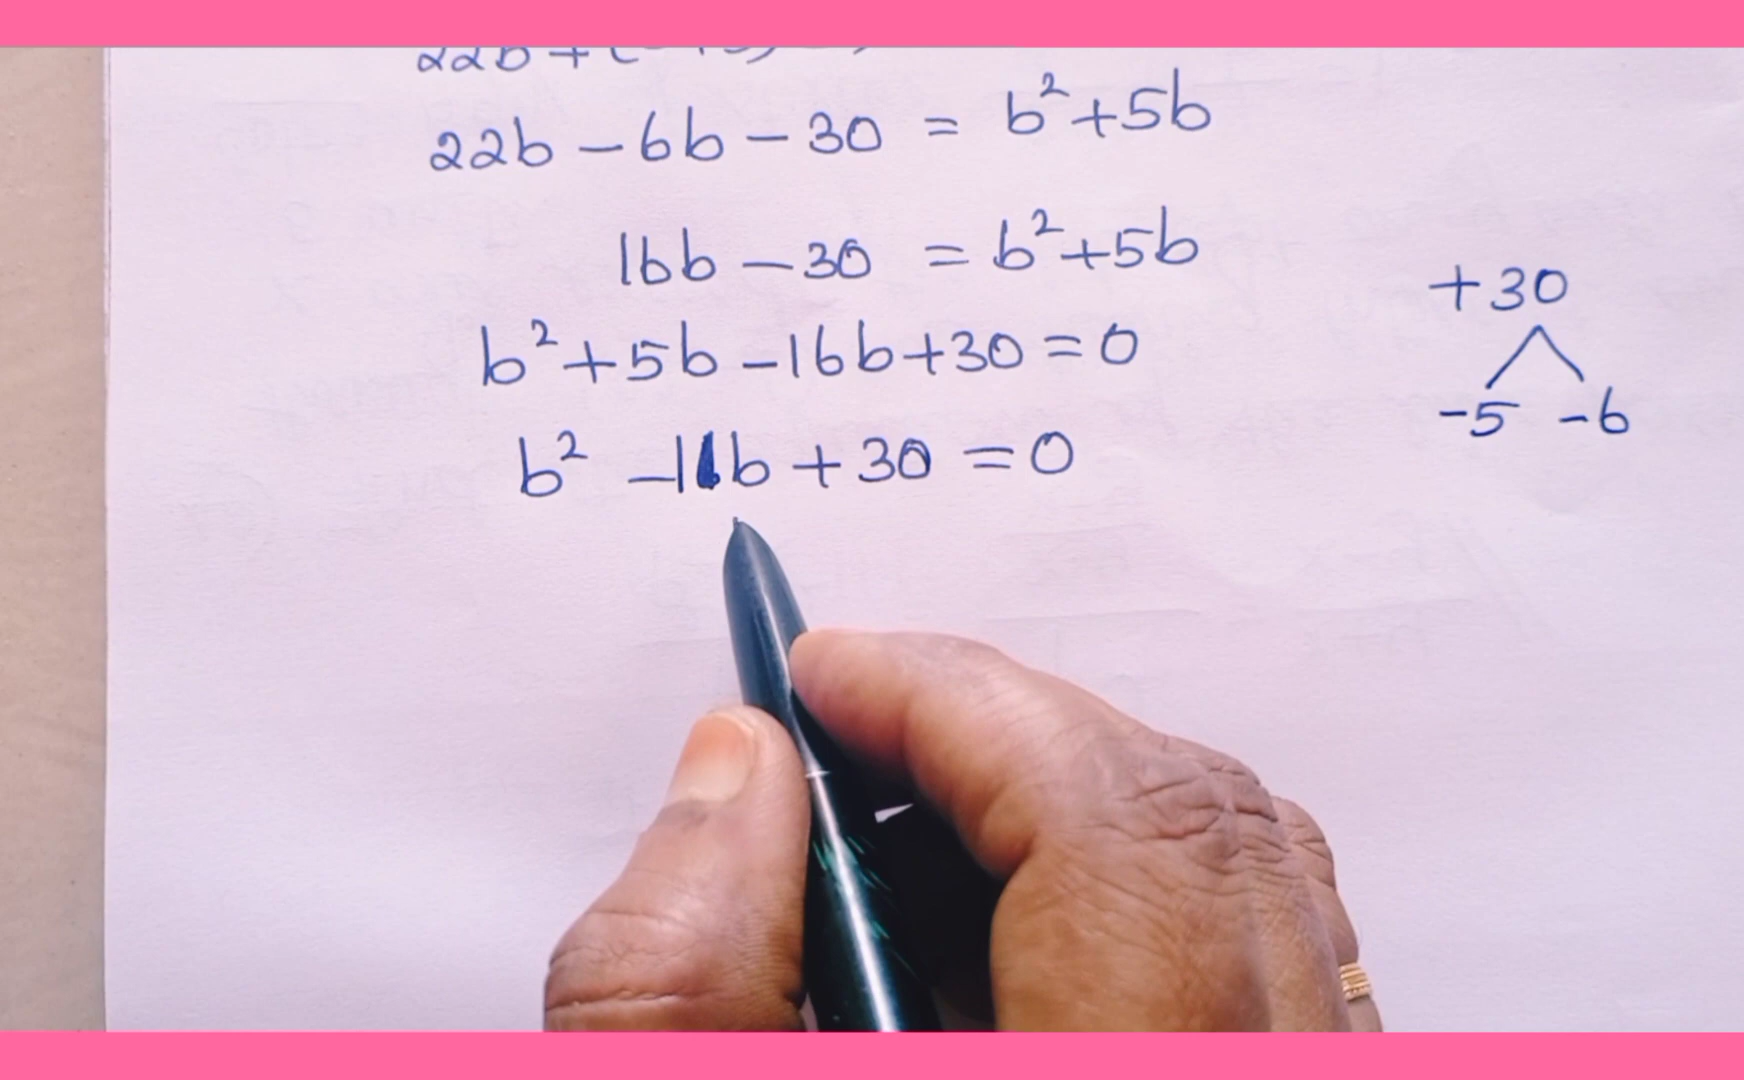 22b - 6b - 30 = b² + 5b
16b - 30 = b² + 5b
b² + 5b - 16b + 30 = 0
b² - 11b + 30 = 0
+30
-5 -6